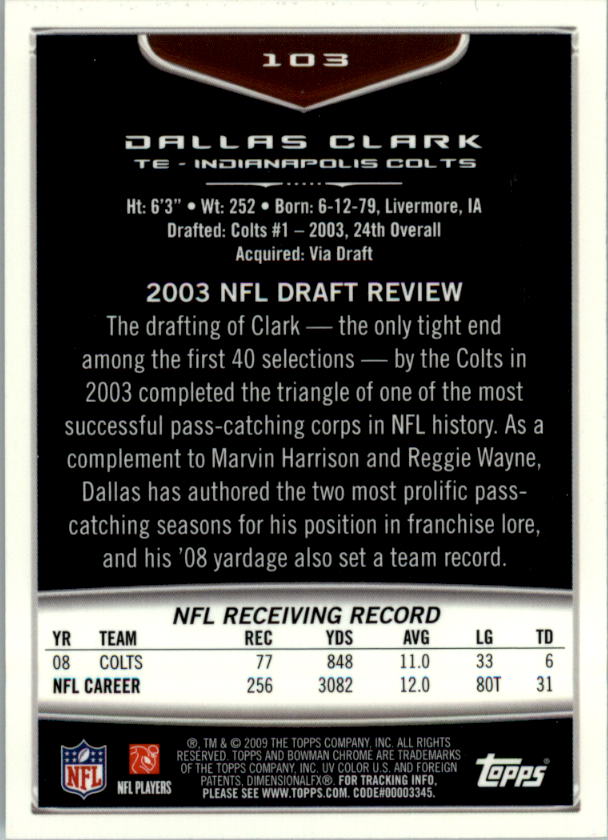 103
DALLAS CLARK
TE - INDIANAPOLIS COLTS
Ht: 6'3" • Wt: 252 • Born: 6-12-79, Livermore, IA
Drafted: Colts #1 – 2003, 24th Overall
Acquired: Via Draft
2003 NFL DRAFT REVIEW
The drafting of Clark — the only tight end
among the first 40 selections — by the Colts in
2003 completed the triangle of one of the most
successful pass-catching corps in NFL history. As a
complement to Marvin Harrison and Reggie Wayne,
Dallas has authored the two most prolific pass-
catching seasons for his position in franchise lore,
and his '08 yardage also set a team record.
NFL RECEIVING RECORD
YR TEAM REC YDS AVG LG TD
08 COLTS 77 848 11.0 33 6
NFL CAREER 256 3082 12.0 80T 31
®, TM & © 2009 THE TOPPS COMPANY, INC. ALL RIGHTS
RESERVED. TOPPS AND BOWMAN CHROME ARE TRADEMARKS
OF THE TOPPS COMPANY, INC. UV COLOR U.S. AND FOREIGN
PATENTS, DIMENSIONALFX®. FOR TRACKING INFO,
PLEASE SEE WWW.TOPPS.COM. CODE#00003345.
NFL
NFL PLAYERS
Topps®